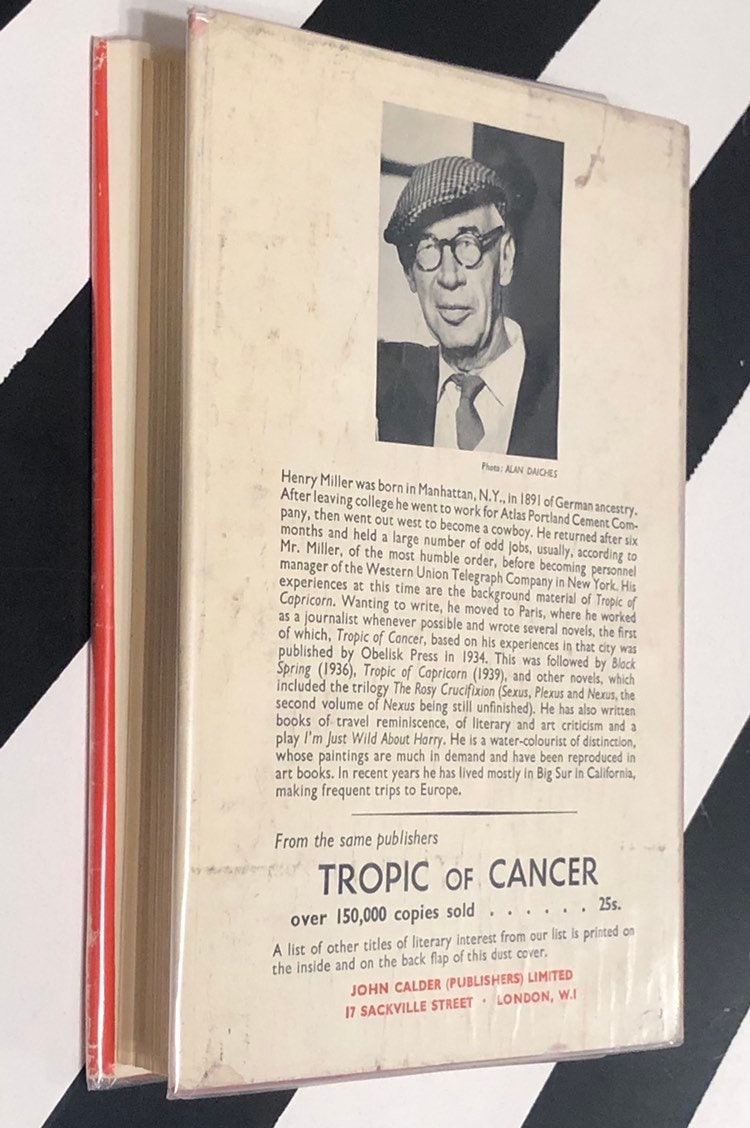 Photo: ALAN DAICHES
Henry Miller was born in Manhattan, N.Y., in 1891 of German ancestry.
After leaving college he went to work for Atlas Portland Cement Com-
pany, then went out west to become a cowboy. He returned after six
months and held a large number of odd jobs, usually, according to
Mr. Miller, of the most humble order, before becoming personnel
manager of the Western Union Telegraph Company in New York. His
experiences at this time are the background material of Tropic of
Capricorn. Wanting to write, he moved to Paris, where he worked
as a journalist whenever possible and wrote several novels, the first
of which, Tropic of Cancer, based on his experiences in that city was
published by Obelisk Press in 1934. This was followed by Black
Spring (1936), Tropic of Capricorn (1939), and other novels, which
included the trilogy The Rosy Crucifixion (Sexus, Plexus and Nexus, the
second volume of Nexus being still unfinished). He has also written
books of travel reminiscence, of literary and art criticism and a
play I'm Just Wild About Harry. He is a water-colourist of distinction,
whose paintings are much in demand and have been reproduced in
art books. In recent years he has lived mostly in Big Sur in California,
making frequent trips to Europe.
From the same publishers
TROPIC OF CANCER
over 150,000 copies sold . . . . . . 25s.
A list of other titles of literary interest from our list is printed on
the inside and on the back flap of this dust cover.
JOHN CALDER (PUBLISHERS) LIMITED
17 SACKVILLE STREET · LONDON, W.1